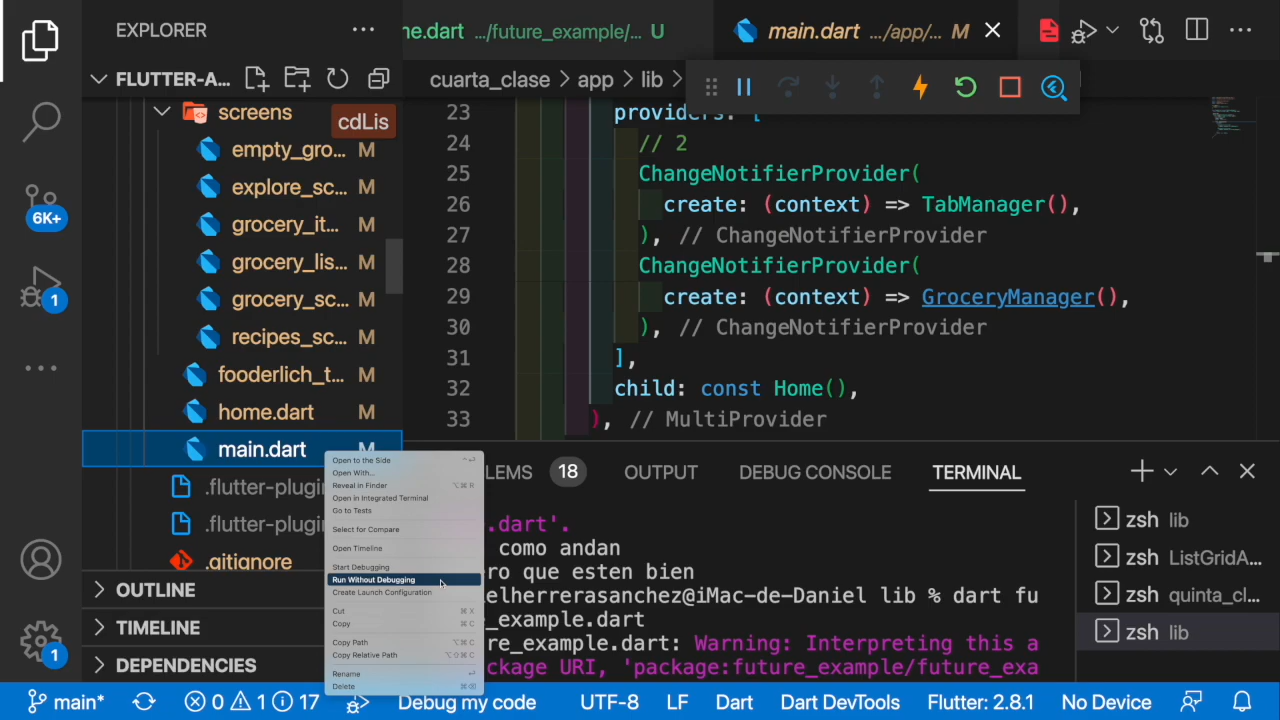 EXPLORER
FLUTTER-A...
screens
cdLis
empty_gro... M
explore_sc... M
grocery_it... M
grocery_lis... M
grocery_sc... M
recipes_sc... M
fooderlich_t... M
home.dart M
main.dart M
.flutter-plugin
.flutter-plugin
.gitignore
OUTLINE
TIMELINE
DEPENDENCIES
6K+
1
1
Open to the Side
Open With...
Reveal in Finder ⌥⌘R
Open in Integrated Terminal
Go to Tests
Select for Compare
Open Timeline
Start Debugging
Run Without Debugging
Create Launch Configuration
Cut ⌘X
Copy ⌘C
Copy Path ⌥⌘C
Copy Relative Path ⌥⇧⌘C
Rename
Delete ⌘⌫
me.dart .../future_example/... U
main.dart .../app/... M
cuarta_clase > app > lib >
23 providers: [
24 // 2
25 ChangeNotifierProvider(
26 create: (context) => TabManager(),
27 ), // ChangeNotifierProvider
28 ChangeNotifierProvider(
29 create: (context) => GroceryManager(),
30 ), // ChangeNotifierProvider
31 ],
32 child: const Home(),
33 ), // MultiProvider
LEMS 18 OUTPUT DEBUG CONSOLE TERMINAL
.dart'.
como andan
ro que esten bien
elherrerasanchez@iMac-de-Daniel lib % dart fu
e_example.dart
re_example.dart: Warning: Interpreting this a
ckage URI, 'package:future_example/future_exa
zsh lib
zsh ListGridA...
zsh quinta_cl...
zsh lib
main* 0 1 17 Debug my code UTF-8 LF Dart Dart DevTools Flutter: 2.8.1 No Device